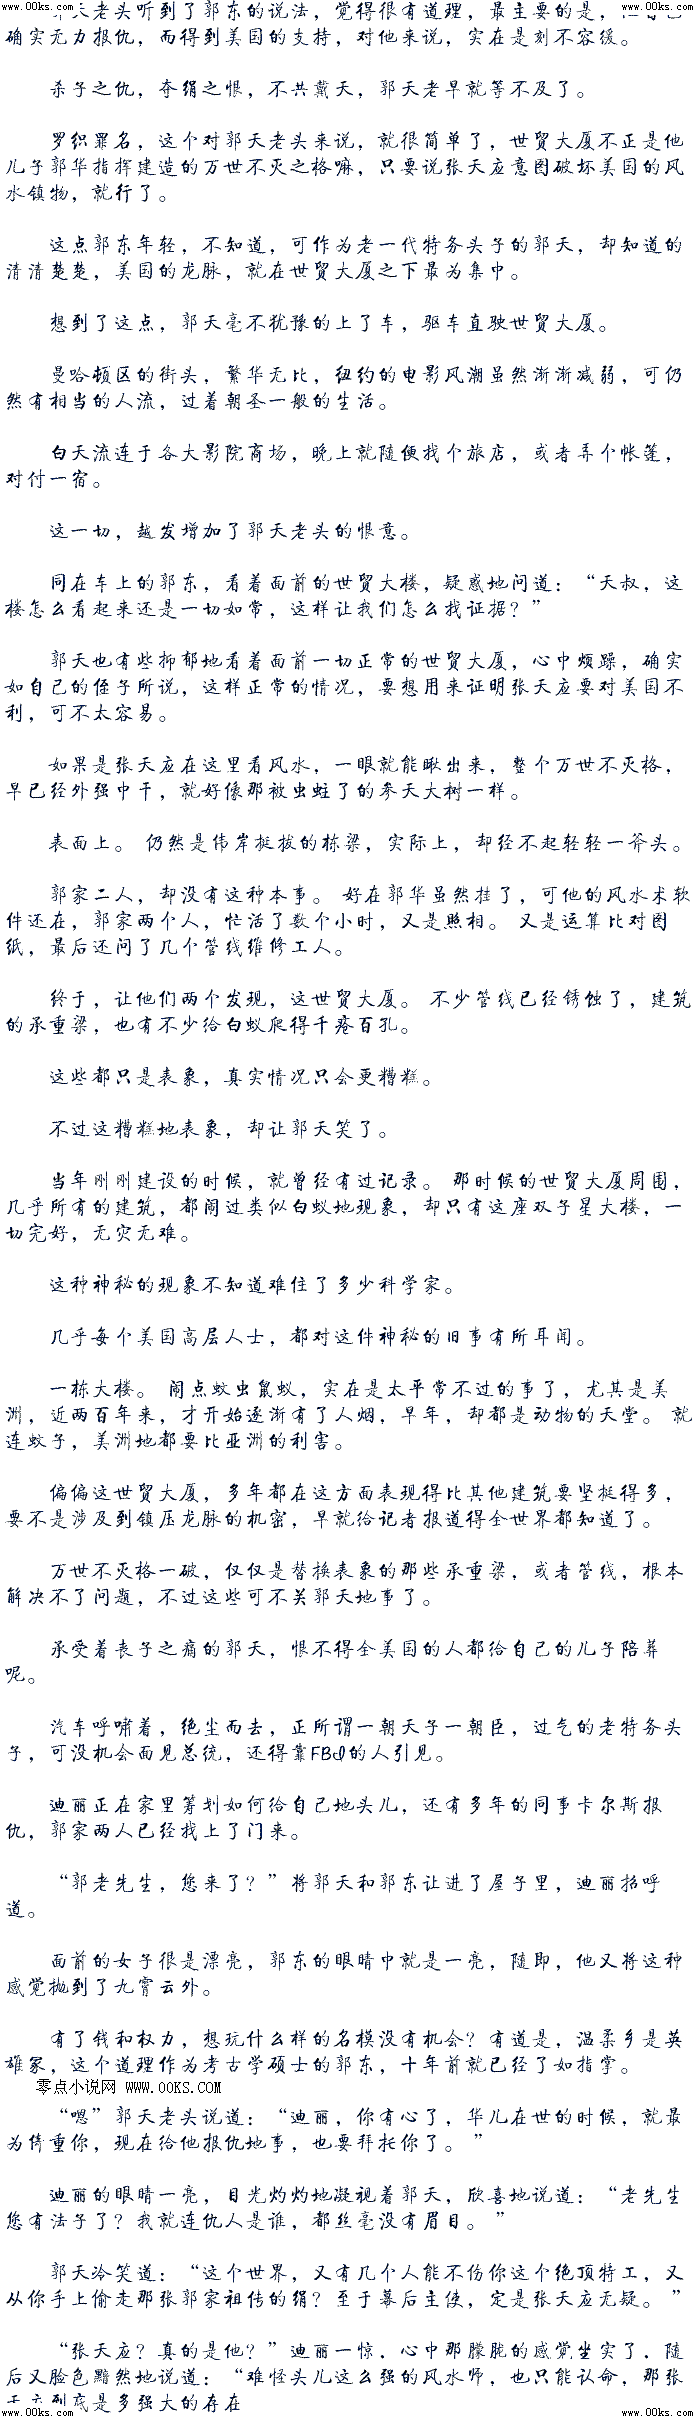 www.00ks.com www.00ks.com
天老头听到了郭东的说法，觉得很有道理，最主要的是，
确实无力报仇，而得到美国的支持，对他来说，实在是刻不容缓。
杀子之仇，夺绢之恨，不共戴天，郭天老早就等不及了。
罗织罪名，这个对郭天老头来说，就很简单了，世贸大厦不正是他
儿子郭华指挥建造的万世不灭之格嘛，只要说张天应意图破坏美国的风
水镇物，就行了。
这点郭东年轻，不知道，可作为老一代特务头子的郭天，却知道的
清清楚楚，美国的龙脉，就在世贸大厦之下最为集中。
想到了这点，郭天毫不犹豫的上了车，驱车直驶世贸大厦。
曼哈顿区的街头，繁华无比，纽约的电影风潮虽然渐渐减弱，可仍
然有相当的人流，过着朝圣一般的生活。
白天流连于各大影院商场，晚上就随便找个旅店，或者弄个帐篷，
对付一宿。
这一切，越发增加了郭天老头的恨意。
同在车上的郭东，看着面前的世贸大楼，疑惑地问道：“天叔，这
楼怎么看起来还是一切如常，这样让我们怎么找证据？”
郭天也有些抑郁地看着面前一切正常的世贸大厦，心中烦躁，确实
如自己的侄子所说，这样正常的情况，要想用来证明张天应要对美国不
利，可不太容易。
如果是张天应在这里看风水，一眼就能瞅出来，整个万世不灭格，
早已经外强中干，就好像那被虫蛀了的参天大树一样。
表面上。 仍然是伟岸挺拔的栋梁，实际上，却经不起轻轻一斧头。
郭家二人，却没有这种本事。 好在郭华虽然挂了，可他的风水术软
件还在，郭家两个人，忙活了数个小时，又是照相。 又是运算比对图
纸，最后还问了几个管线维修工人。
终于，让他们两个发现，这世贸大厦。 不少管线已经锈蚀了，建筑
的承重梁，也有不少给白蚁爬得千疮百孔。
这些都只是表象，真实情况只会更糟糕。
不过这糟糕地表象，却让郭天笑了。
当年刚刚建设的时候，就曾经有过记录。 那时候的世贸大厦周围，
几乎所有的建筑，都闹过类似白蚁地现象，却只有这座双子星大楼，一
切完好，无灾无难。
这种神秘的现象不知道难住了多少科学家。
几乎每个美国高层人士，都对这件神秘的旧事有所耳闻。
一栋大楼。 闹点蚊虫鼠蚁，实在是太平常不过的事了，尤其是美
洲，近两百年来，才开始逐渐有了人烟，早年，却都是动物的天堂。 就
连蚊子，美洲地都要比亚洲的利害。
偏偏这世贸大厦，多年都在这方面表现得比其他建筑要坚挺得多，
要不是涉及到镇压龙脉的机密，早就给记者报道得全世界都知道了。
万世不灭格一破，仅仅是替换表象的那些承重梁，或者管线，根本
解决不了问题，不过这些可不关郭天地事了。
承受着丧子之痛的郭天，恨不得全美国的人都给自己的儿子陪葬
呢。
汽车呼啸着，绝尘而去，正所谓一朝天子一朝臣，过气的老特务头
子，可没机会面见总统，还得靠FBI的人引见。
迪丽正在家里筹划如何给自己地头儿，还有多年的同事卡尔斯报
仇，郭家两人已经找上了门来。
“郭老先生，您来了？”将郭天和郭东让进了屋子里，迪丽招呼
道。
面前的女子很是漂亮，郭东的眼睛中就是一亮，随即，他又将这种
感觉抛到了九霄云外。
有了钱和权力，想玩什么样的名模没有机会？有道是，温柔乡是英
雄冢，这个道理作为考古学硕士的郭东，十年前就已经了如指掌。
零点小说网 www.00KS.COM
“嗯”郭天老头说道：“迪丽，你有心了，华儿在世的时候，就最
为倚重你，现在给他报仇地事，也要拜托你了。”
迪丽的眼睛一亮，目光灼灼地凝视着郭天，欣喜地说道：“老先生
您有法子了？我就连仇人是谁，都丝毫没有眉目。”
郭天冷笑道：“这个世界，又有几个人能不伤你这个绝顶特工，又
从你手上偷走那张郭家祖传的绢？至于幕后主使，定是张天应无疑。”
“张天应？真的是他？”迪丽一惊，心中那朦胧的感觉坐实了，随
后又脸色黯然地说道：“难怪头儿这么强的风水师，也只能认命，那张
天应到底是多强大的存在
www.00ks.com www.00ks.com